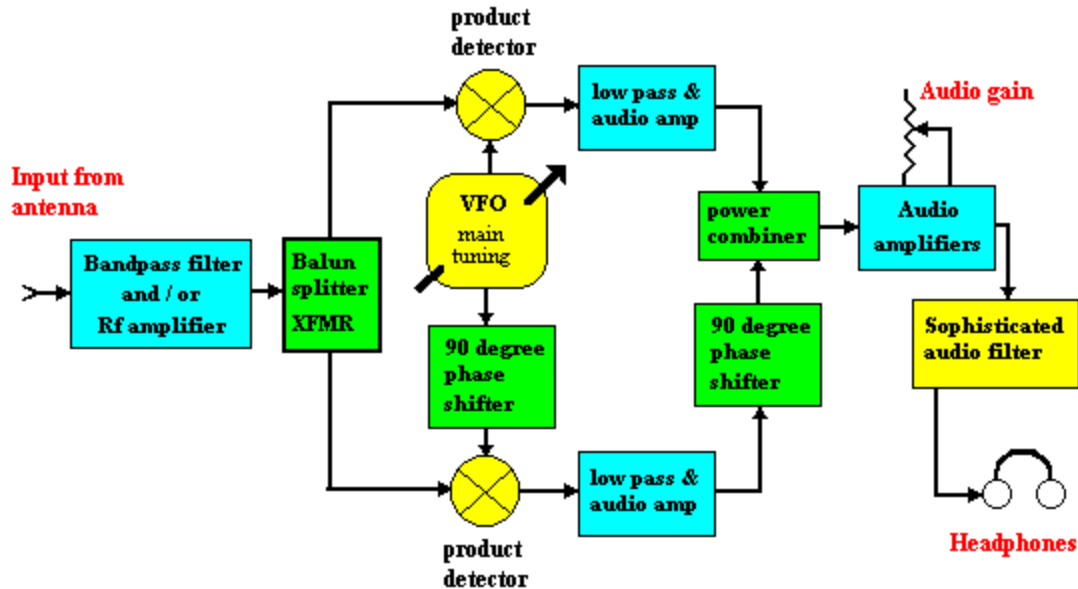 product
detector
low pass &
audio amp
Audio gain
Input from
antenna
VFO
main
tuning
power
combiner
Audio
amplifiers
Bandpass filter
and / or
Rf amplifier
Balun
splitter
XFMR
90 degree
phase
shifter
90 degree
phase
shifter
Sophisticated
audio filter
low pass &
audio amp
product
detector
Headphones